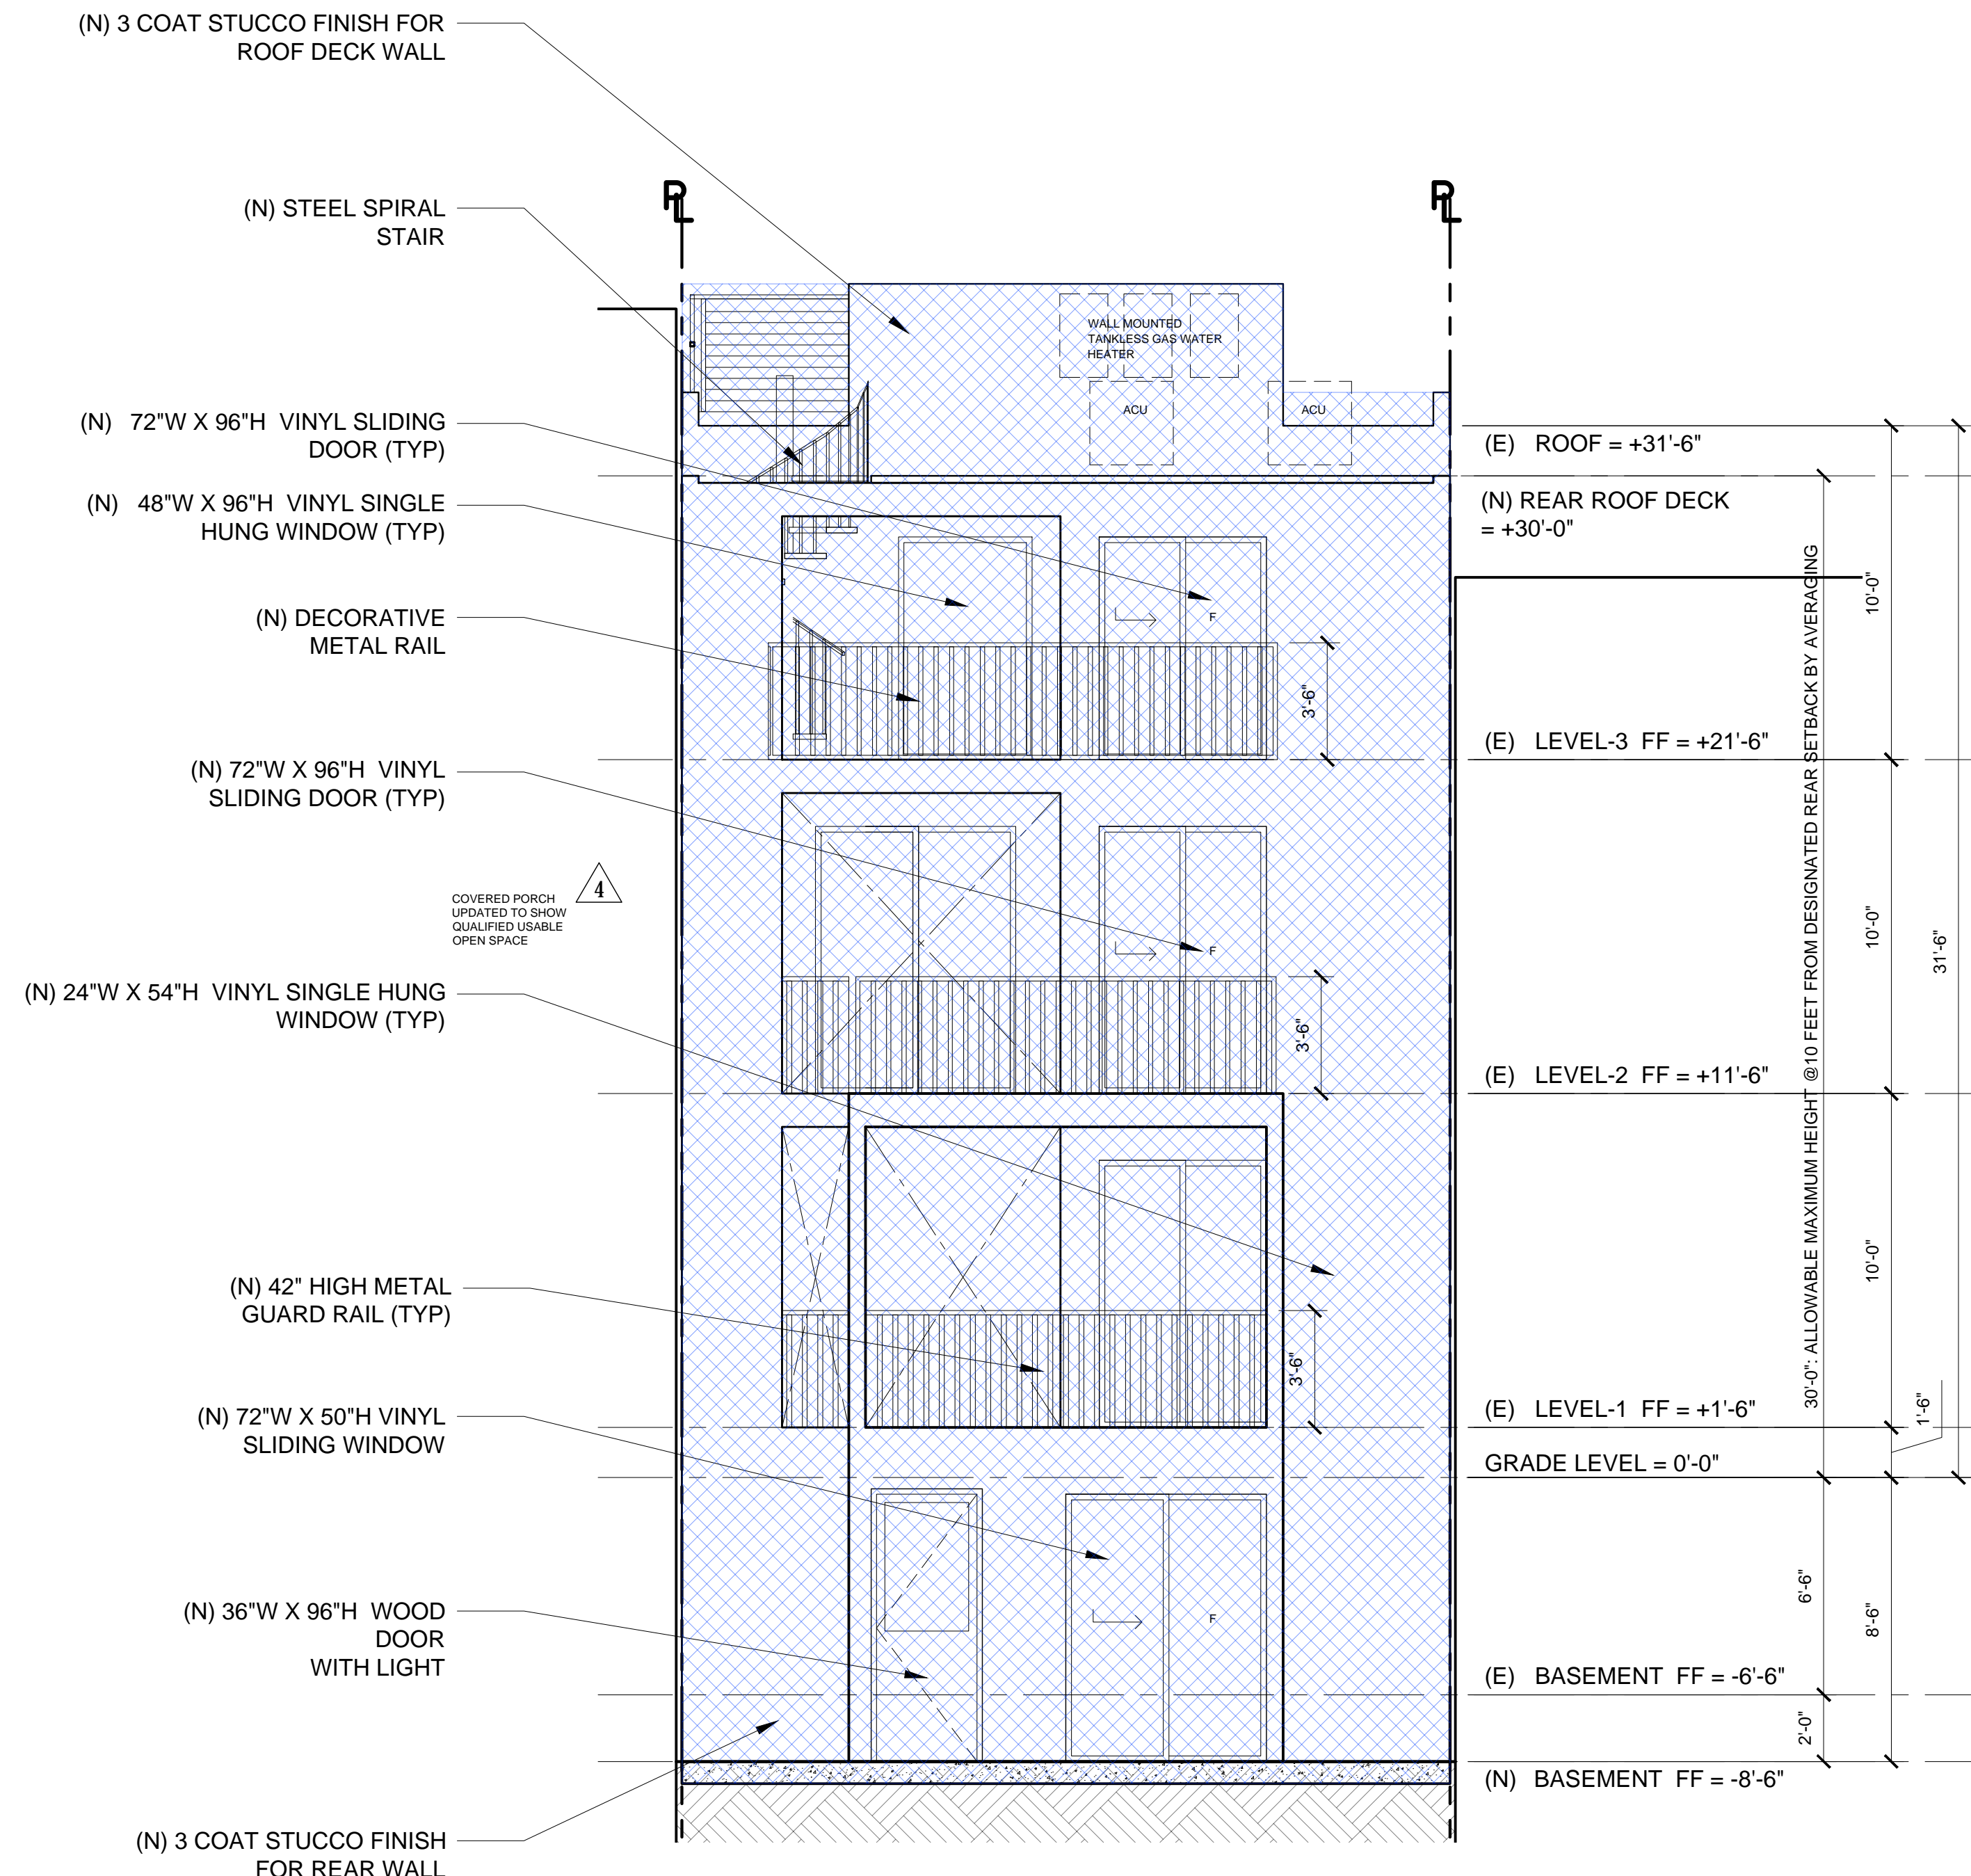 (N) 3 COAT STUCCO FINISH FOR
ROOF DECK WALL
(N) STEEL SPIRAL
STAIR
(N) 72"W X 96"H VINYL SLIDING
DOOR (TYP)
(N) 48"W X 96"H VINYL SINGLE
HUNG WINDOW (TYP)
(N) DECORATIVE
METAL RAIL
(N) 72"W X 96"H VINYL
SLIDING DOOR (TYP)
COVERED PORCH
UPDATED TO SHOW
QUALIFIED USABLE
OPEN SPACE
4
(N) 24"W X 54"H VINYL SINGLE HUNG
WINDOW (TYP)
(N) 42" HIGH METAL
GUARD RAIL (TYP)
(N) 72"W X 50"H VINYL
SLIDING WINDOW
(N) 36"W X 96"H WOOD
DOOR
WITH LIGHT
(N) 3 COAT STUCCO FINISH
FOR REAR WALL
PL
PL
WALL MOUNTED
TANKLESS GAS WATER
HEATER
ACU
ACU
F
3'-6"
F
3'-6"
3'-6"
F
(E) ROOF = +31'-6"
(N) REAR ROOF DECK
= +30'-0"
(E) LEVEL-3 FF = +21'-6"
(E) LEVEL-2 FF = +11'-6"
(E) LEVEL-1 FF = +1'-6"
GRADE LEVEL = 0'-0"
(E) BASEMENT FF = -6'-6"
(N) BASEMENT FF = -8'-6"
30'-0": ALLOWABLE MAXIMUM HEIGHT @10 FEET FROM DESIGNATED REAR SETBACK BY AVERAGING
6'-6"
2'-0"
10'-0"
10'-0"
10'-0"
8'-6"
1'-6"
31'-6"